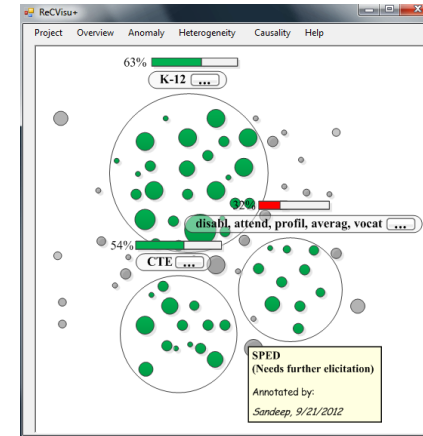 ReCVisu+
Project Overview Anomaly Heterogeneity Causality Help
63%
K-12 ...
32%
disabl, attend, profil, averag, vocat ...
54%
CTE ...
SPED
(Needs further elicitation)
Annotated by:
Sandeep, 9/21/2012